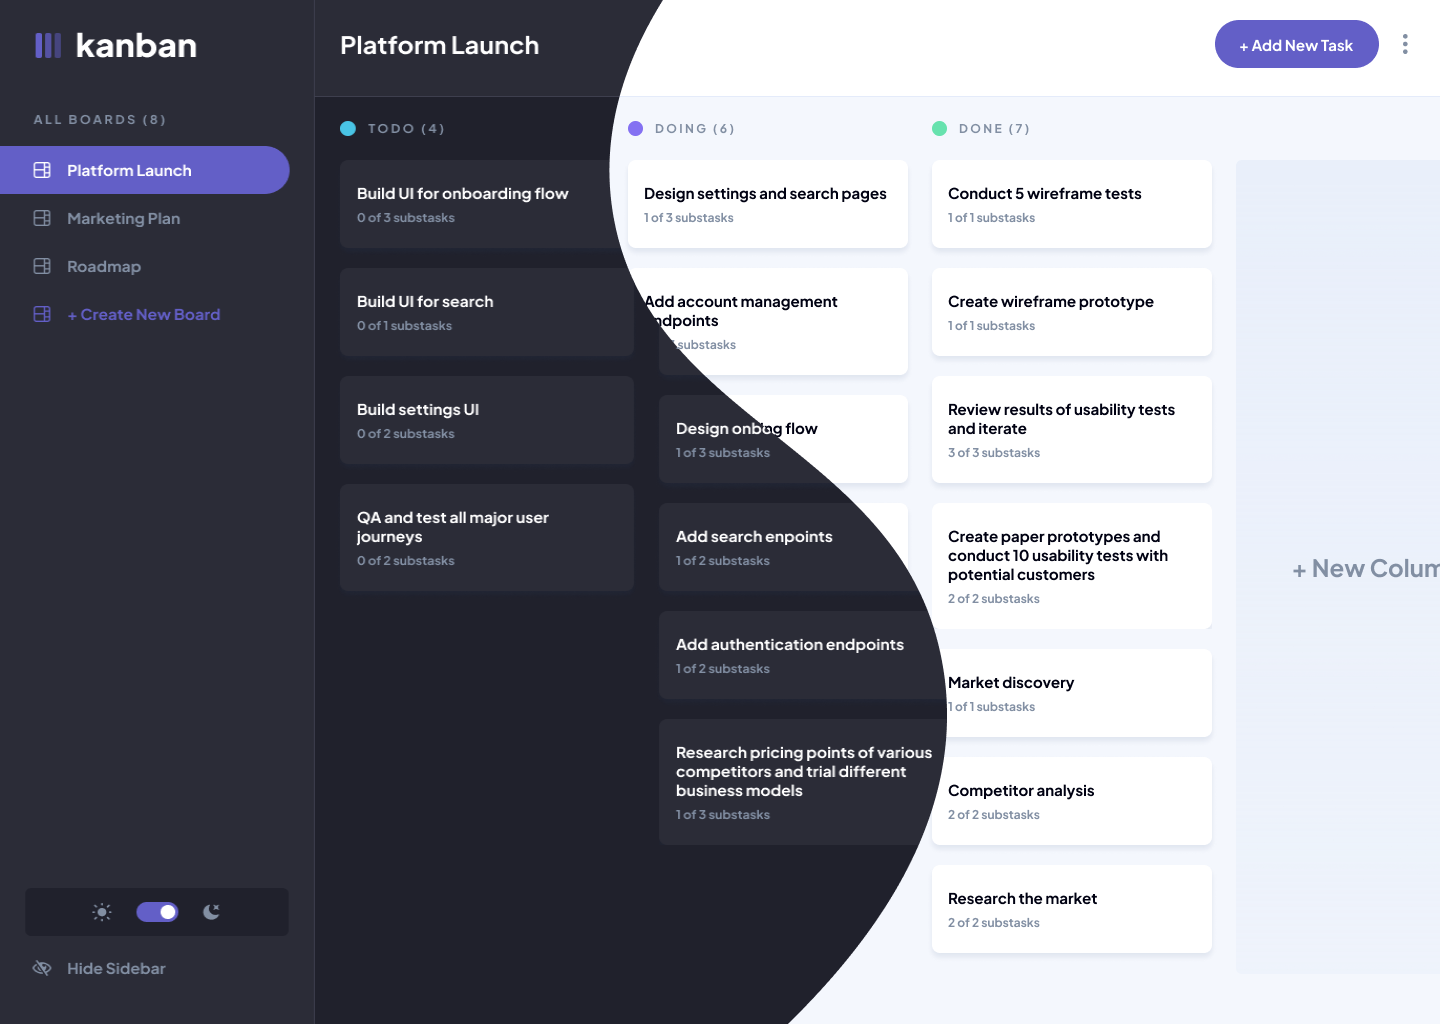 kanban
ALL BOARDS (8)
Platform Launch
Marketing Plan
Roadmap
+ Create New Board
Hide Sidebar
Platform Launch
+ Add New Task
TODO (4)
Build UI for onboarding flow
0 of 3 substasks
Build UI for search
0 of 1 substasks
Build settings UI
0 of 2 substasks
QA and test all major user
journeys
0 of 2 substasks
DOING (6)
Design settings and search pages
1 of 3 substasks
Add account management
ndpoints
substasks
Design onbng flow
1 of 3 substasks
Add search enpoints
1 of 2 substasks
Add authentication endpoints
1 of 2 substasks
Research pricing points of various
competitors and trial different
business models
1 of 3 substasks
DONE (7)
Conduct 5 wireframe tests
1 of 1 substasks
Create wireframe prototype
1 of 1 substasks
Review results of usability tests
and iterate
3 of 3 substasks
Create paper prototypes and
conduct 10 usability tests with
potential customers
2 of 2 substasks
Market discovery
1 of 1 substasks
Competitor analysis
2 of 2 substasks
Research the market
2 of 2 substasks
+ New Colum